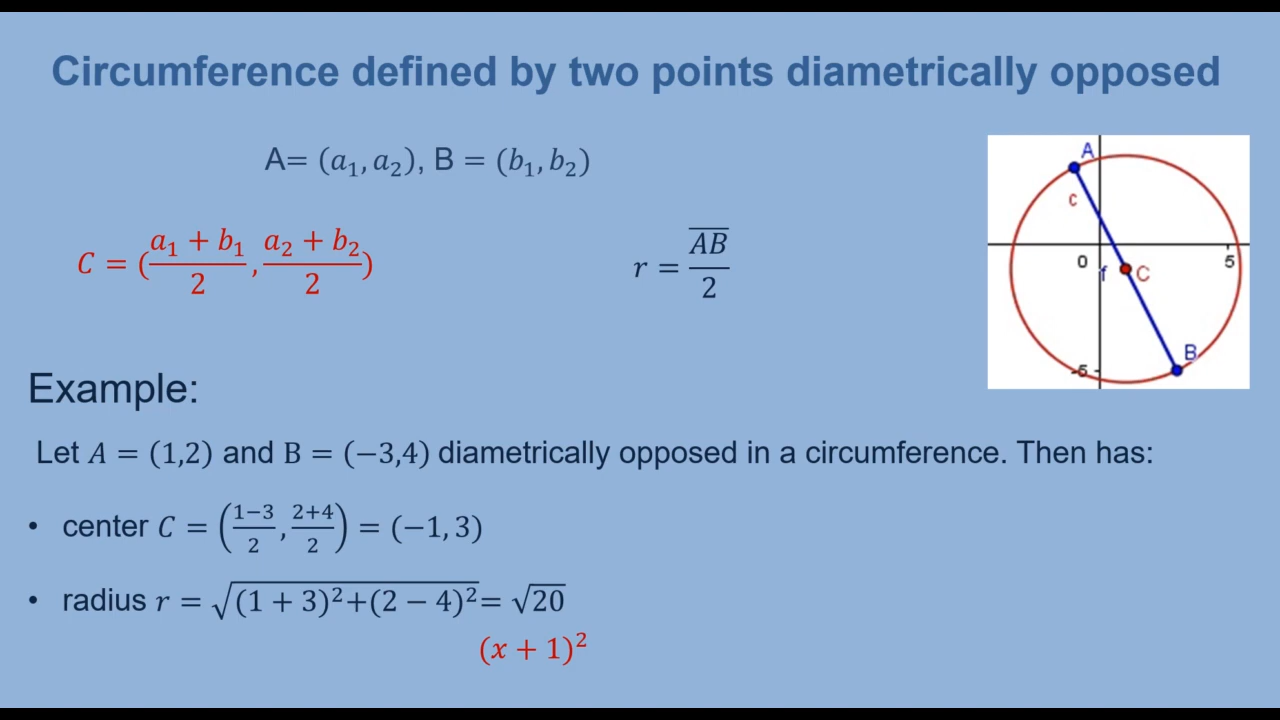 Circumference defined by two points diametrically opposed
A= (a₁, a₂), B = (b₁, b₂)
C = (a₁ + b₁/2, a₂ + b₂/2)
r = A̅B̅/2
A
c
0
f
C
5
B
-5
Example:
Let A = (1,2) and B = (−3,4) diametrically opposed in a circumference. Then has:
• center C = (1−3/2, 2+4/2) = (−1, 3)
• radius r = √(1 + 3)²+(2 − 4)²= √20
(x + 1)²